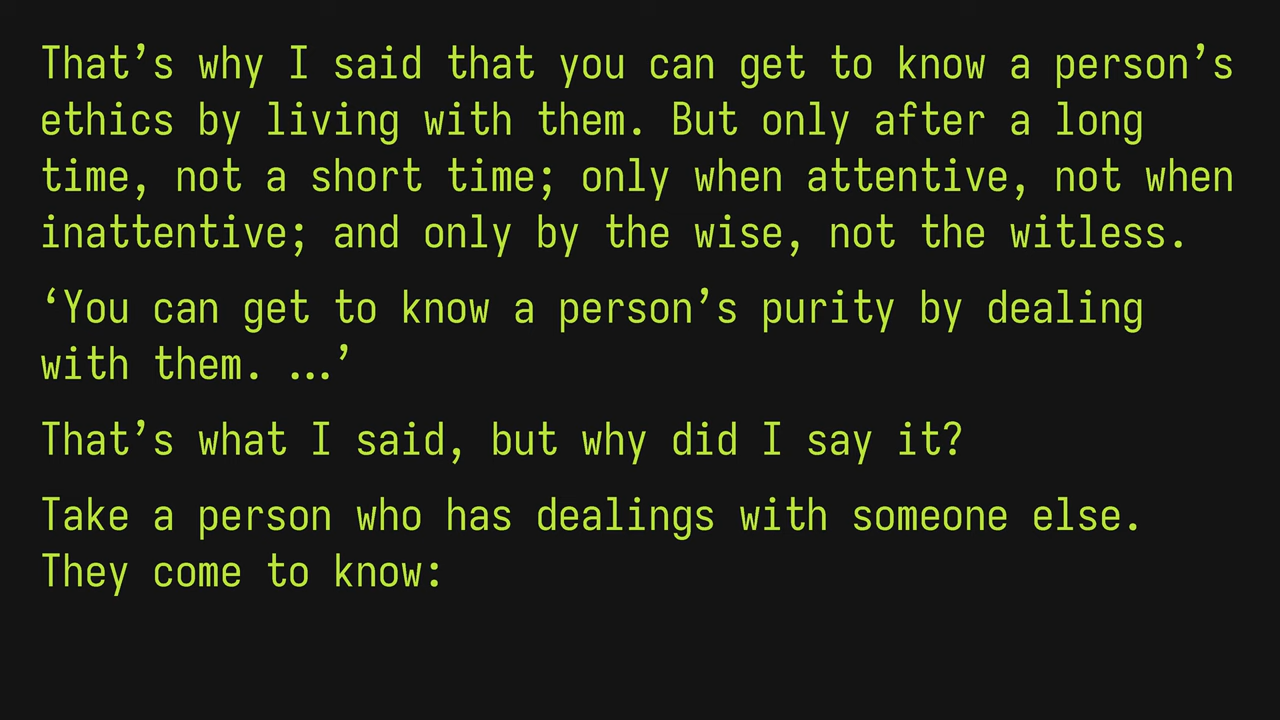 That’s why I said that you can get to know a person’s
ethics by living with them. But only after a long
time, not a short time; only when attentive, not when
inattentive; and only by the wise, not the witless.
‘You can get to know a person’s purity by dealing
with them. …’
That’s what I said, but why did I say it?
Take a person who has dealings with someone else.
They come to know: